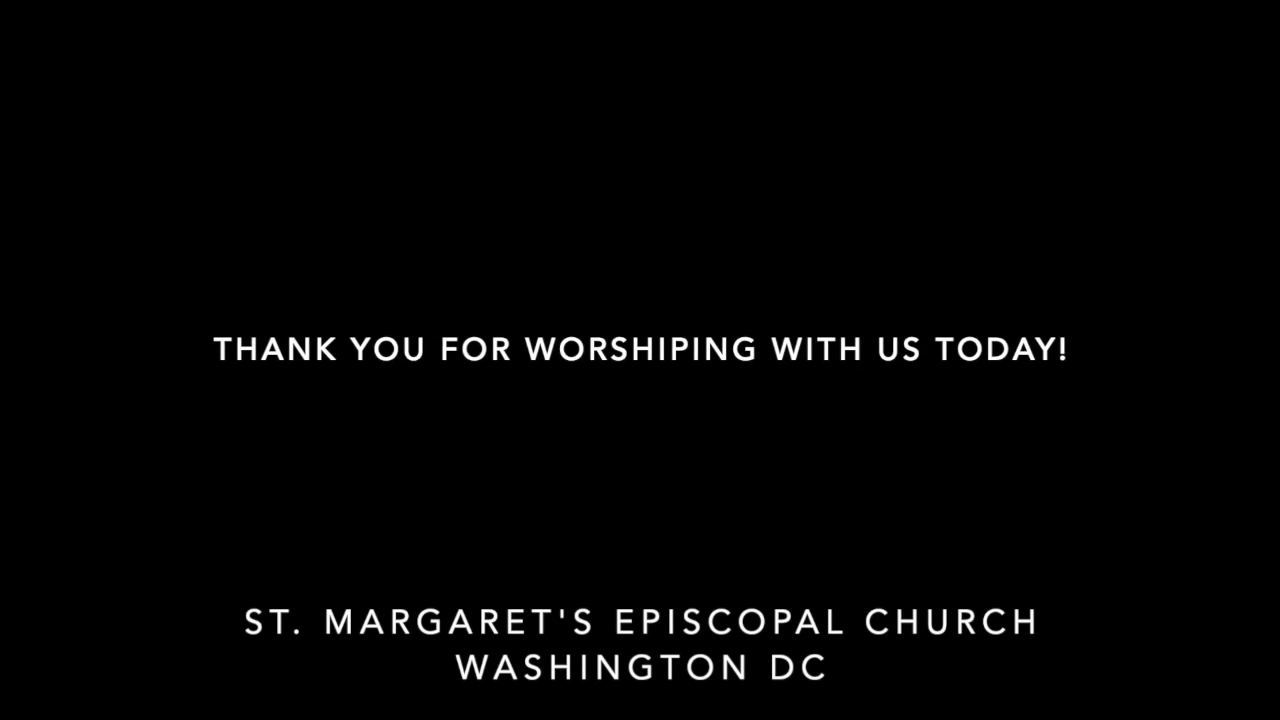 THANK YOU FOR WORSHIPING WITH US TODAY!
ST. MARGARET'S EPISCOPAL CHURCH
WASHINGTON DC